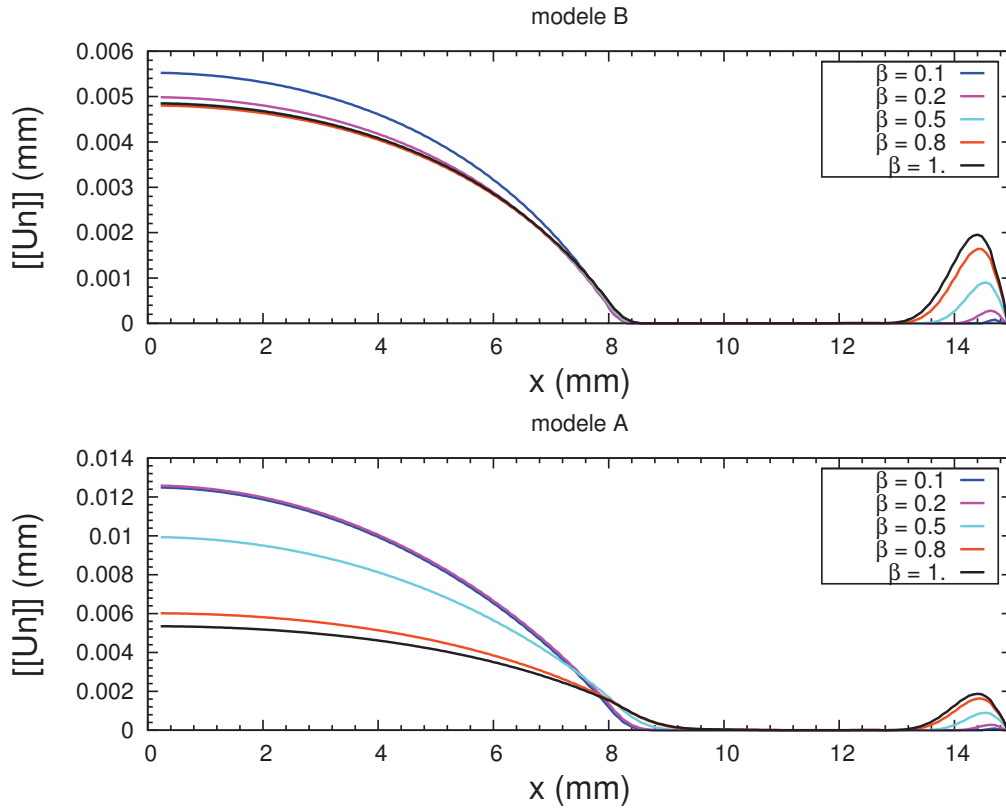 modele B
[[Un]] (mm)
0.006
0.005
0.004
0.003
0.002
0.001
0
β = 0.1
β = 0.2
β = 0.5
β = 0.8
β = 1.
0 2 4 6 8 10 12 14
x (mm)
modele A
[[Un]] (mm)
0.014
0.012
0.01
0.008
0.006
0.004
0.002
0
β = 0.1
β = 0.2
β = 0.5
β = 0.8
β = 1.
0 2 4 6 8 10 12 14
x (mm)